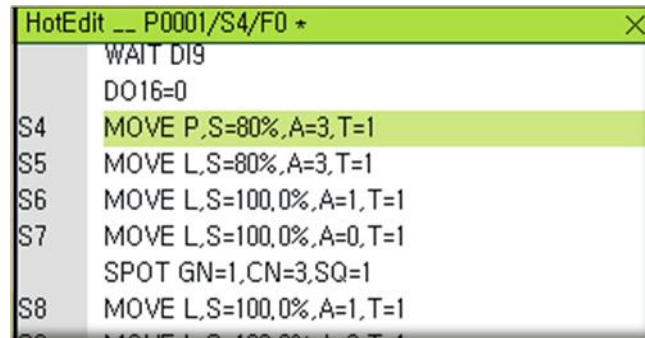 HotEdit __ P0001/S4/F0 *
WAIT DI9
DO16=0
S4 MOVE P,S=80%,A=3,T=1
S5 MOVE L,S=80%,A=3,T=1
S6 MOVE L,S=100.0%,A=1,T=1
S7 MOVE L,S=100.0%,A=0,T=1
SPOT GN=1,CN=3,SQ=1
S8 MOVE L,S=100.0%,A=1,T=1